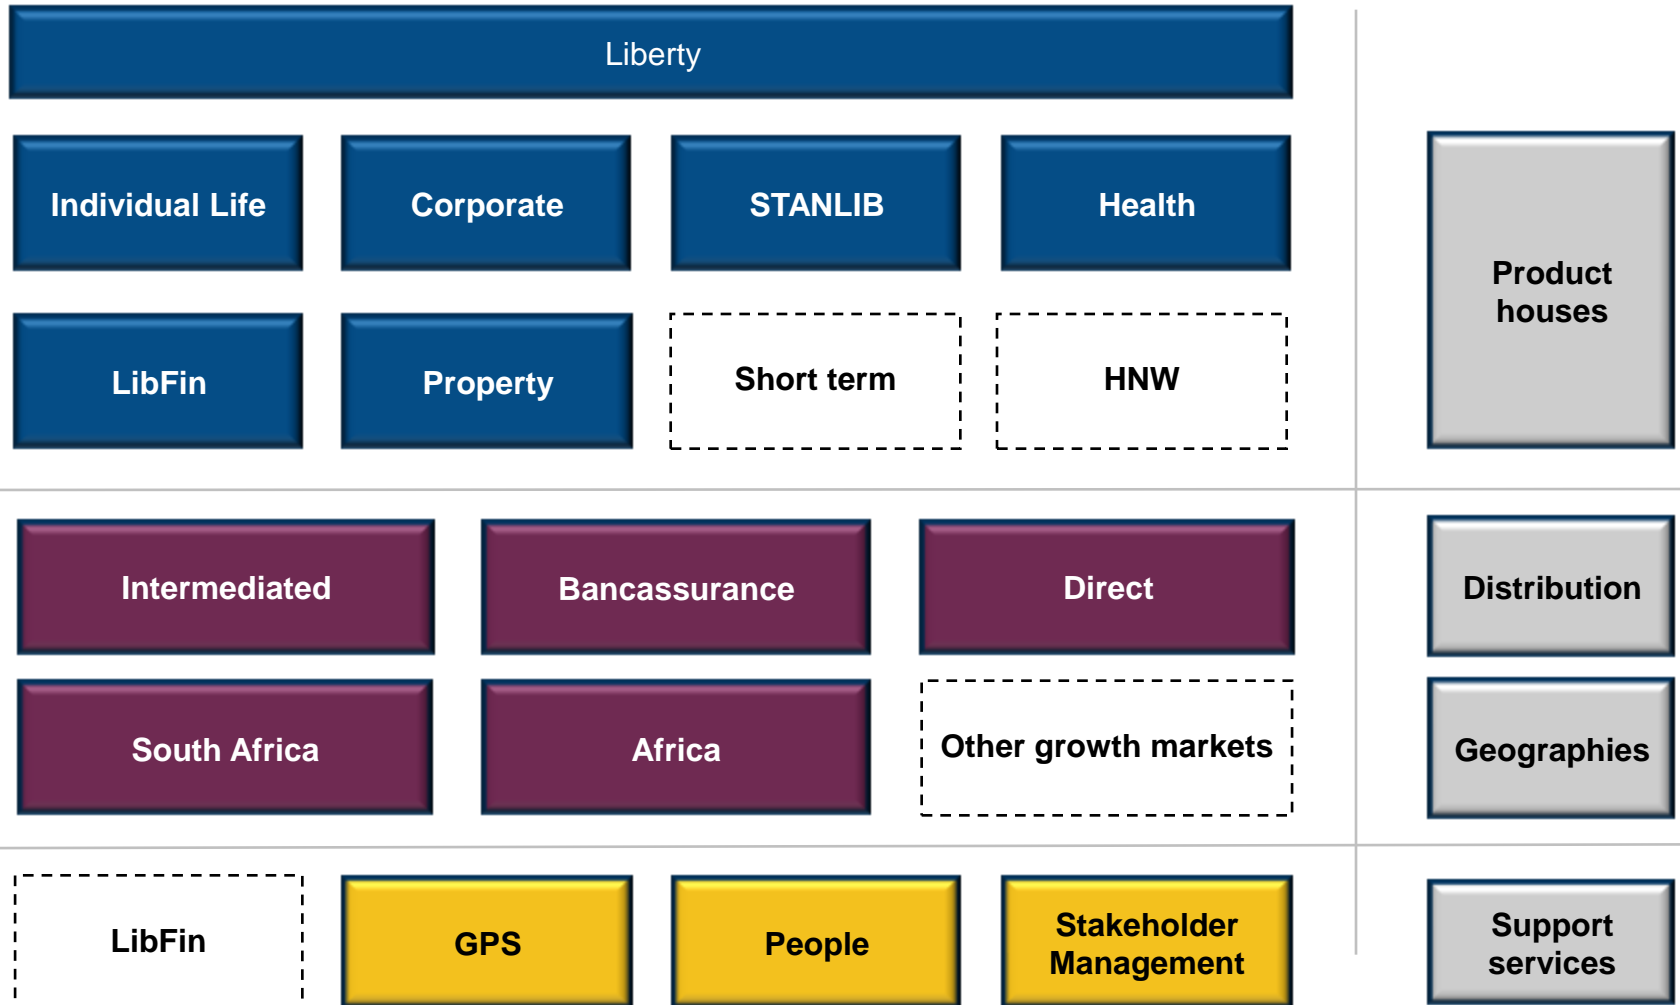 Liberty
Individual Life
Corporate
STANLIB
Health
Product
houses
LibFin
Property
Short term
HNW
Intermediated
Bancassurance
Direct
Distribution
South Africa
Africa
Other growth markets
Geographies
LibFin
GPS
People
Stakeholder
Management
Support
services